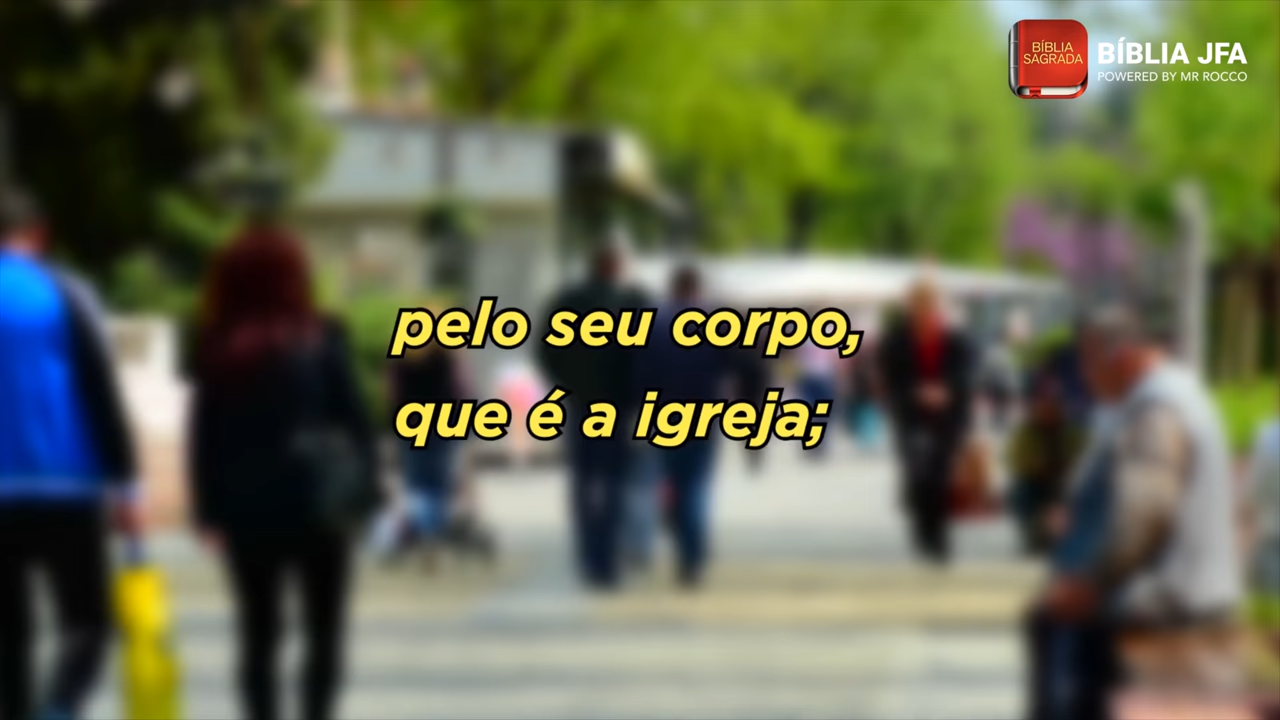 BÍBLIA
SAGRADA
BÍBLIA JFA
POWERED BY MR ROCCO
pelo seu corpo,
que é a igreja;